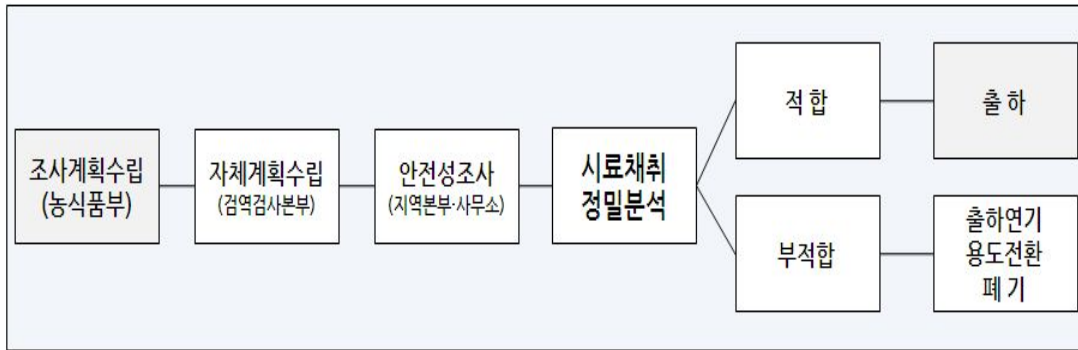 조사계획수립
(농식품부)
자체계획수립
(검역검사본부)
안전성조사
(지역본부·사무소)
시료채취
정밀분석
적 합
출 하
부적합
출하연기
용도전환
폐 기